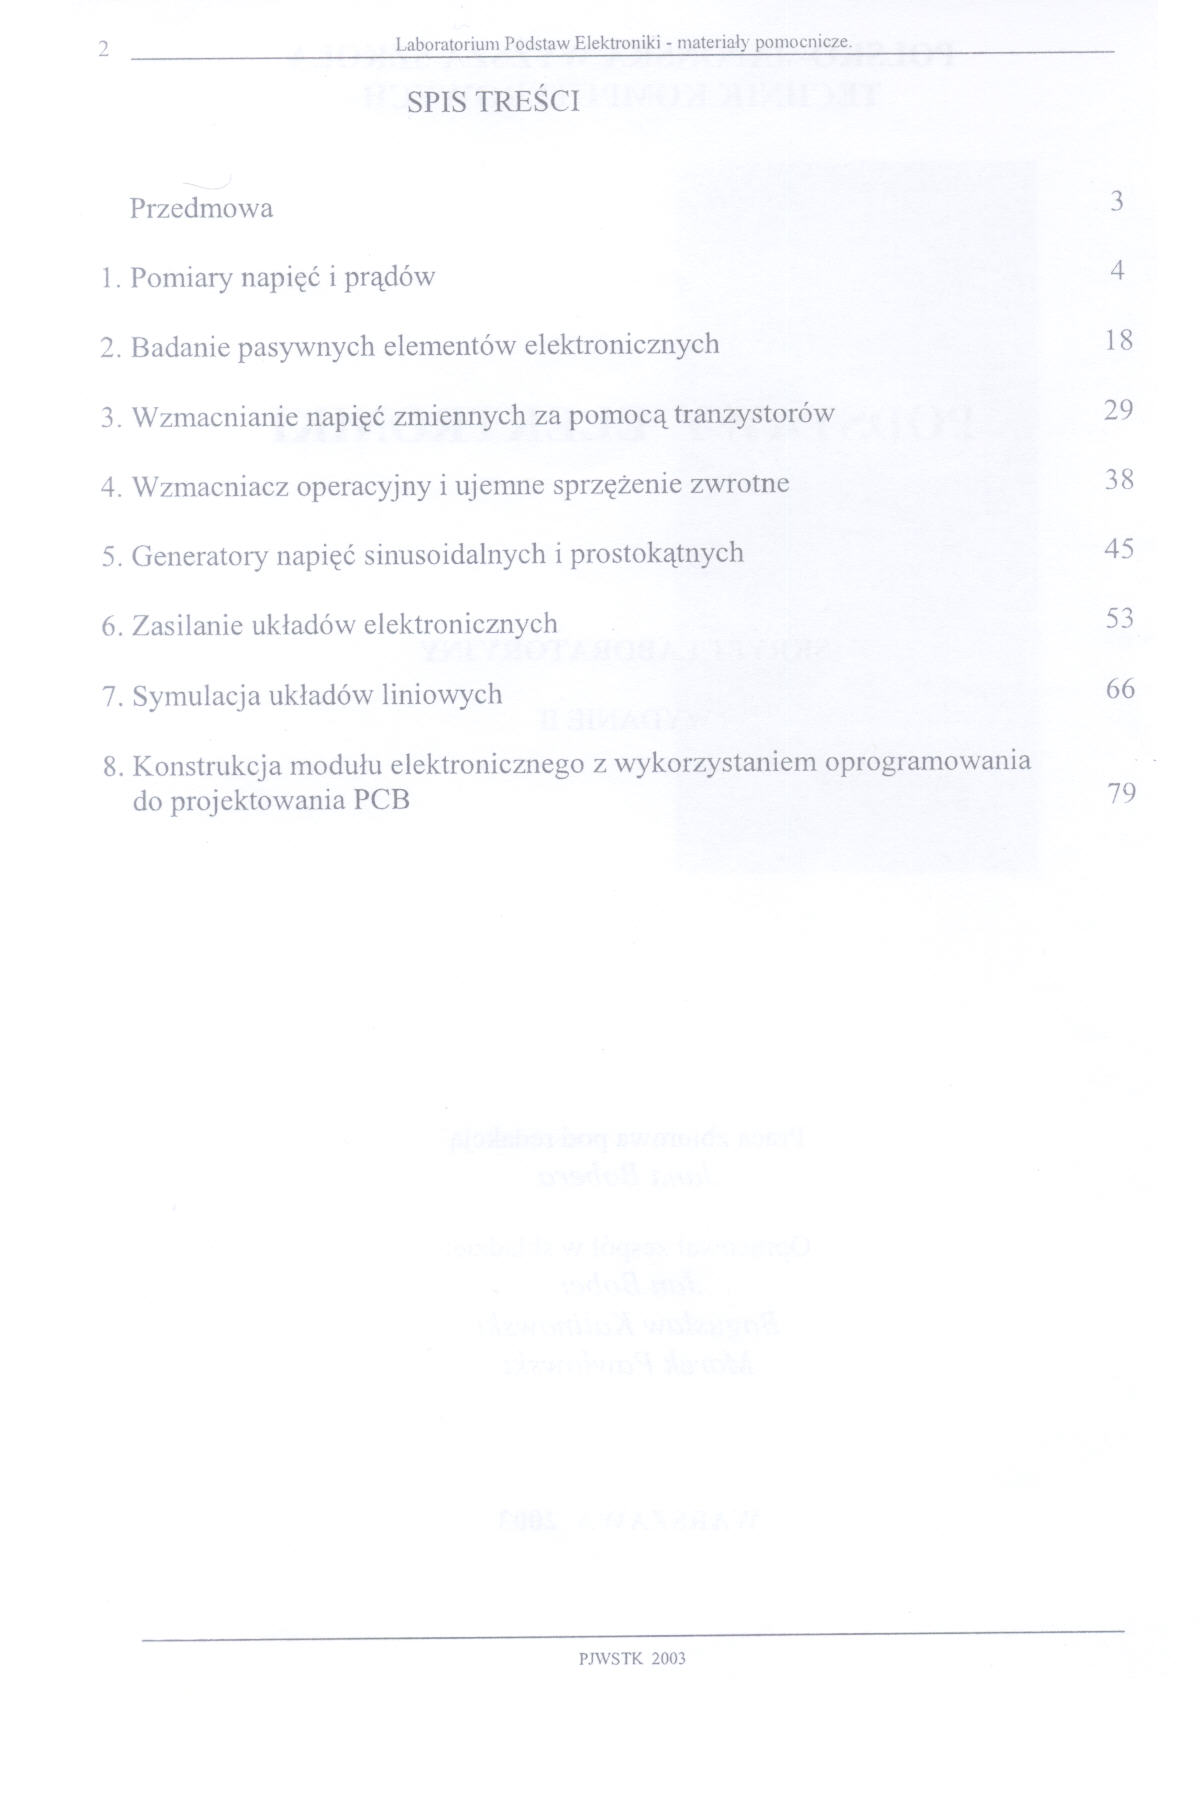 2 Laboratorium Podstaw Elektroniki - materiały pomocnicze.
SPIS TREŚCI
Przedmowa 3
1. Pomiary napięć i prądów 4
2. Badanie pasywnych elementów elektronicznych 18
3. Wzmacnianie napięć zmiennych za pomocą tranzystorów 29
4. Wzmacniacz operacyjny i ujemne sprzężenie zwrotne 38
5. Generatory napięć sinusoidalnych i prostokątnych 45
6. Zasilanie układów elektronicznych 53
7. Symulacja układów liniowych 66
8. Konstrukcja modułu elektronicznego z wykorzystaniem oprogramowania
do projektowania PCB 79
PJWSTK 2003